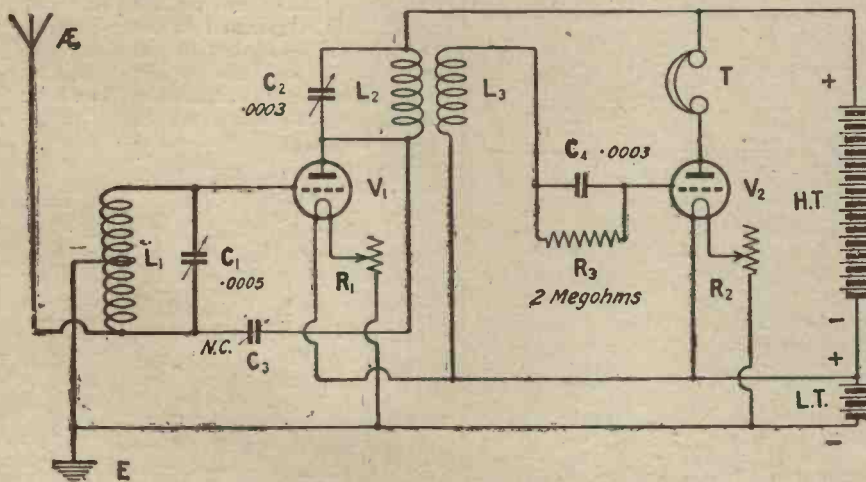 Æ
C2
·0003
L2
L3
T
+
C4 ·0003
V1
V2
H.T
L1
C1
·0005
R1
R3
2 Megohms
R2
N.C.
C3
−
+
L.T.
−
E